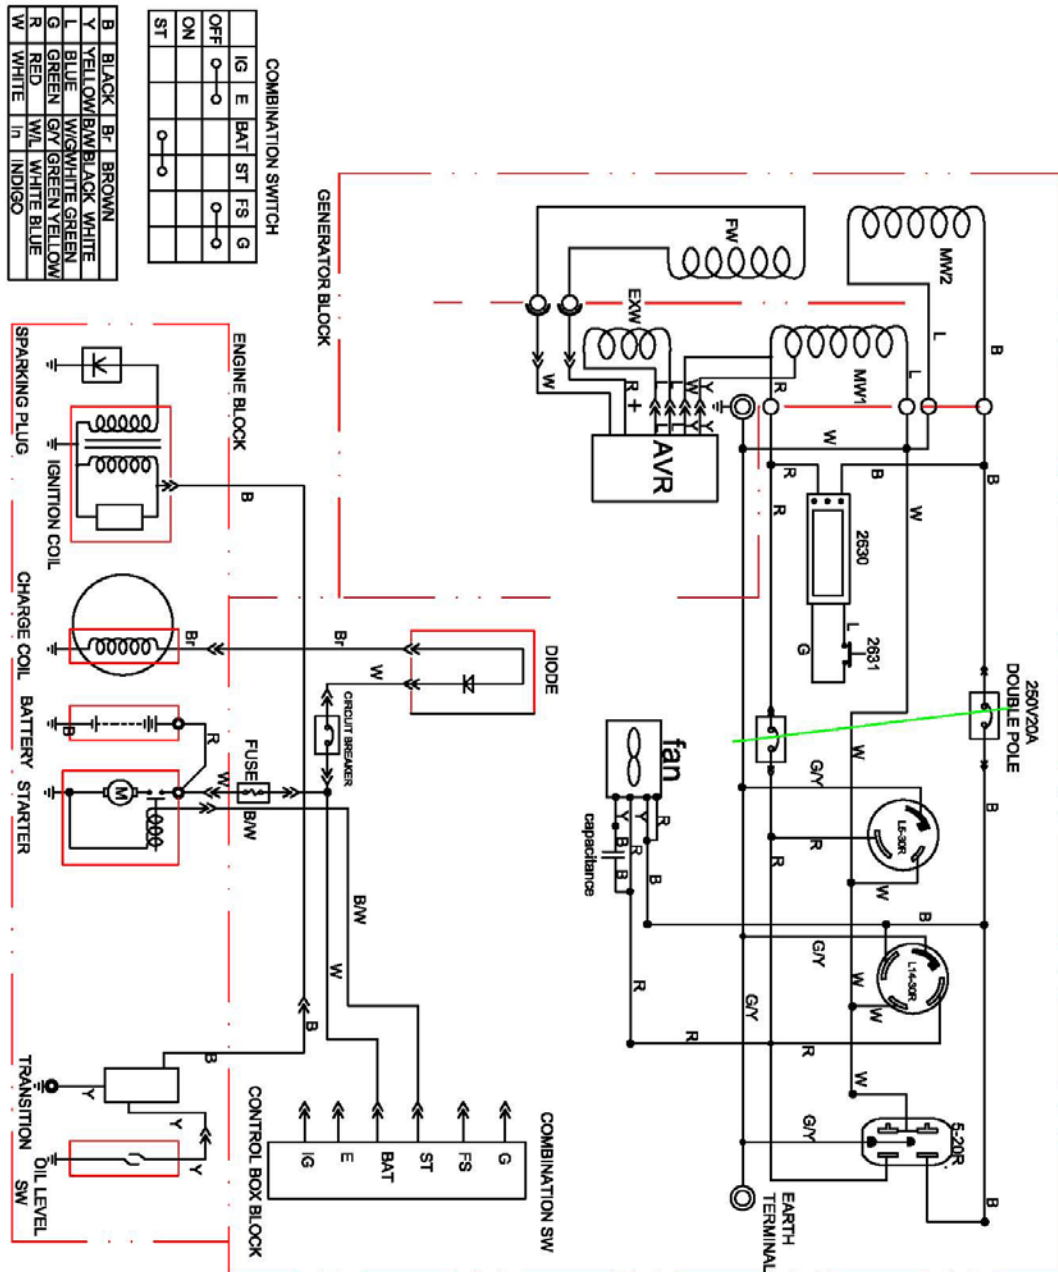 COMBINATION SWITCH
IG E BAT ST FS G
OFF
ON
ST
B BLACK Br BROWN
Y YELLOW B/W BLACK WHITE
L BLUE W/G WHITE GREEN
G GREEN G/Y GREEN YELLOW
R RED W/L WHITE BLUE
W WHITE In INDIGO
GENERATOR BLOCK
MW2
FW
EXW
MW1
L
B
L
W
R
+
L
L
W
Y
L
L
Y
Y
AVR
W
R
B
B
R
W
2630
L
2631
G
250V20A
DOUBLE POLE
ENGINE BLOCK
SPARKING PLUG
IGNITION COIL
B
CHARGE COIL
Br
Br
W
DIODE
CIRCUIT BREAKER
BATTERY
B
R
STARTER
M
W
FUSE
B/W
B/W
W
fan
Y
R
Y
R
B
B
R
B
capacitance
G/Y
W
B
L5-30R
R
R
W
B
G/Y
L14-30R
W
W
R
G/Y
R
R
W
G/Y
5-20R
B
EARTH
TERMINAL
B
B
TRANSITION
Y
Y
Y
OIL LEVEL
SW
CONTROL BOX BLOCK
IG
E
BAT
ST
FS
G
COMBINATION SW